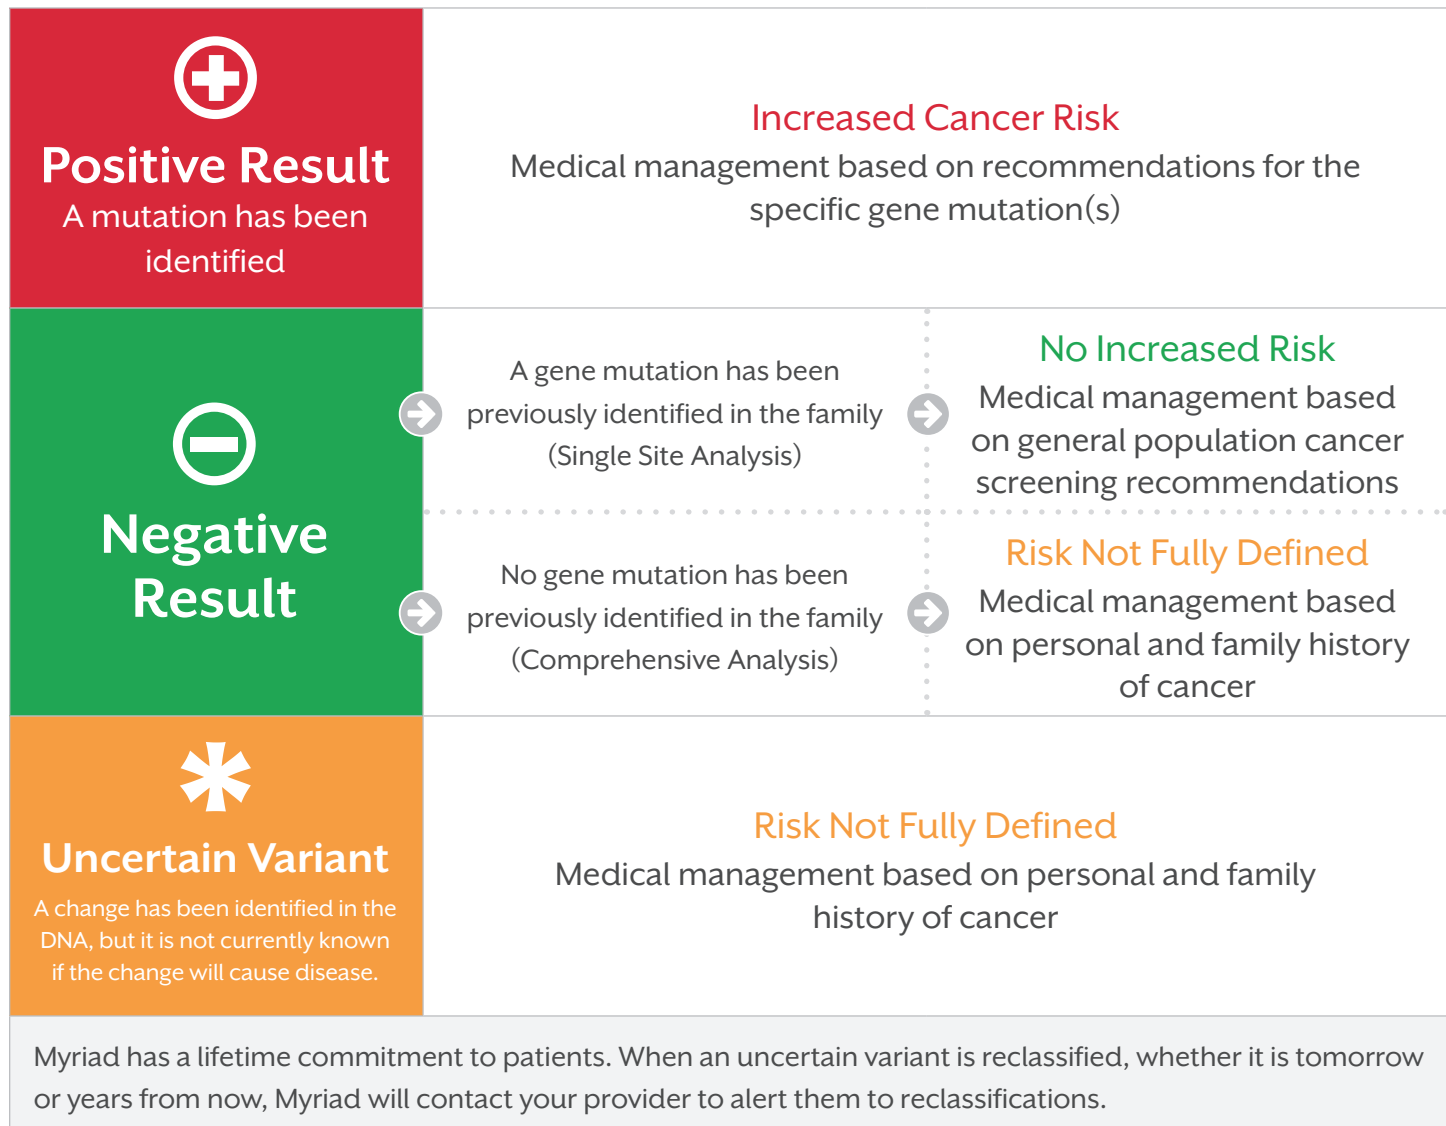 Positive Result
A mutation has been
identified
Increased Cancer Risk
Medical management based on recommendations for the
specific gene mutation(s)
Negative
Result
A gene mutation has been
previously identified in the family
(Single Site Analysis)
No Increased Risk
Medical management based
on general population cancer
screening recommendations
No gene mutation has been
previously identified in the family
(Comprehensive Analysis)
Risk Not Fully Defined
Medical management based
on personal and family history
of cancer
Uncertain Variant
A change has been identified in the
DNA, but it is not currently known
if the change will cause disease.
Risk Not Fully Defined
Medical management based on personal and family
history of cancer
Myriad has a lifetime commitment to patients. When an uncertain variant is reclassified, whether it is tomorrow
or years from now, Myriad will contact your provider to alert them to reclassifications.